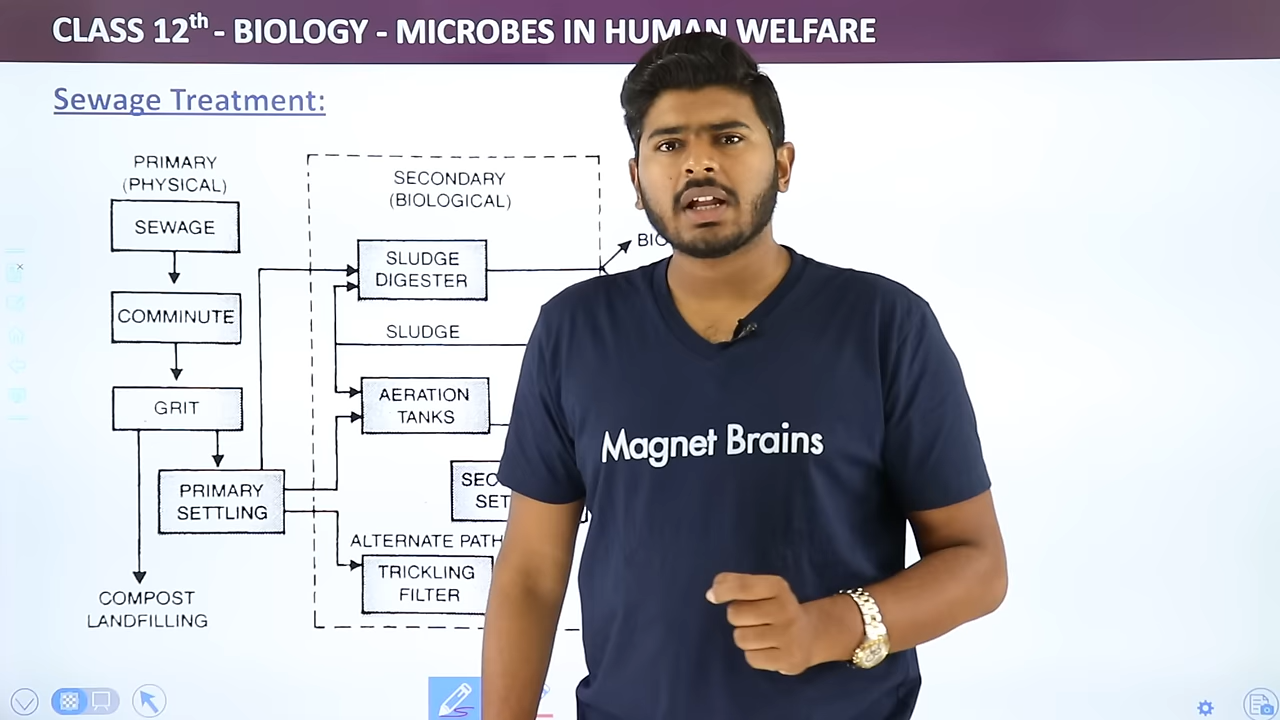 CLASS 12th - BIOLOGY - MICROBES IN HUMAN WELFARE
Sewage Treatment:
PRIMARY
(PHYSICAL)
SEWAGE
COMMINUTE
GRIT
PRIMARY
SETTLING
COMPOST
LANDFILLING
SECONDARY
(BIOLOGICAL)
SLUDGE
DIGESTER
SLUDGE
AERATION
TANKS
ALTERNATE PATH
TRICKLING
FILTER
Magnet Brains